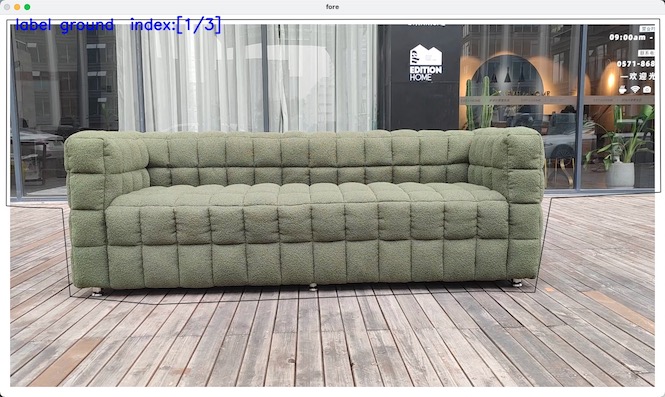 fore
label ground index:[1/3]
09:00am -
0571-868
一欢迎光
EDITION
HOME